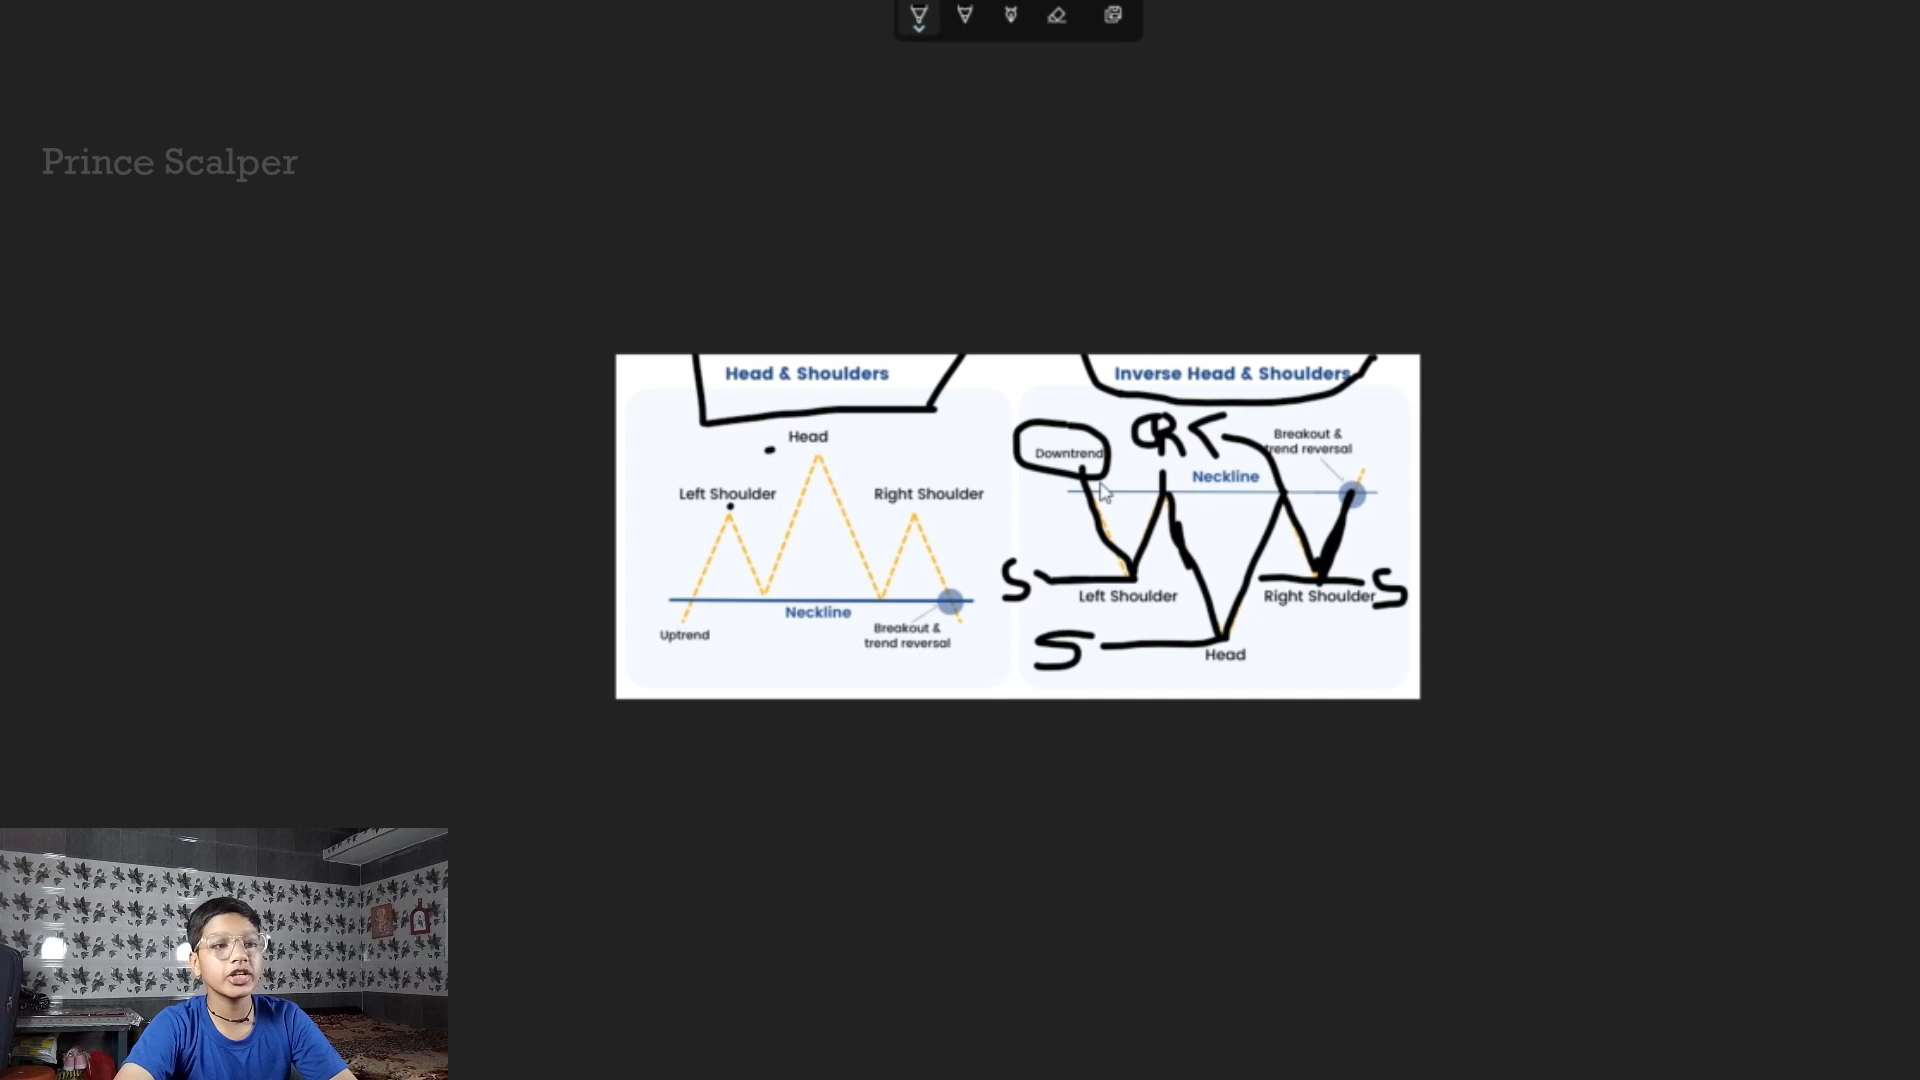 Prince Scalper
Head & Shoulders
Inverse Head & Shoulders
Head
Left Shoulder
Right Shoulder
Neckline
Uptrend
Breakout &
trend reversal
Downtrend
R
Breakout &
trend reversal
Neckline
S
Left Shoulder
Right Shoulder
S
S
Head